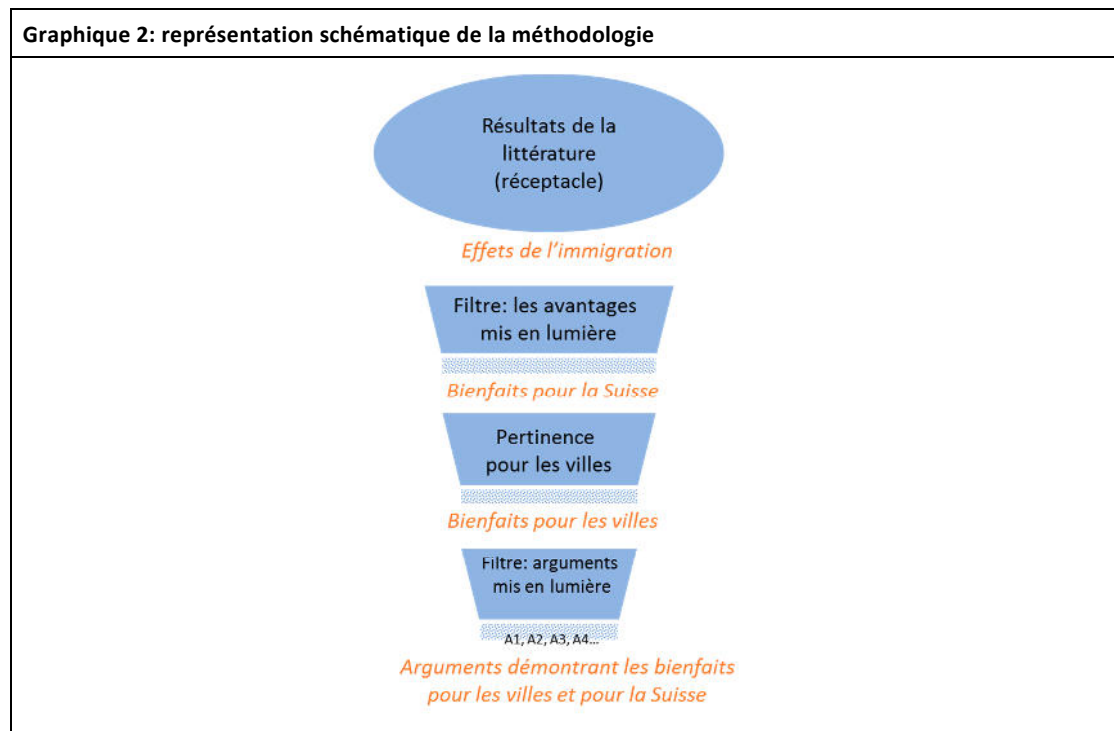 Graphique 2: représentation schématique de la méthodologie
Résultats de la
littérature
(réceptacle)
Effets de l'immigration
Filtre: les avantages
mis en lumière
Bienfaits pour la Suisse
Pertinence
pour les villes
Bienfaits pour les villes
Filtre: arguments
mis en lumière
A1, A2, A3, A4...
Arguments démontrant les bienfaits
pour les villes et pour la Suisse